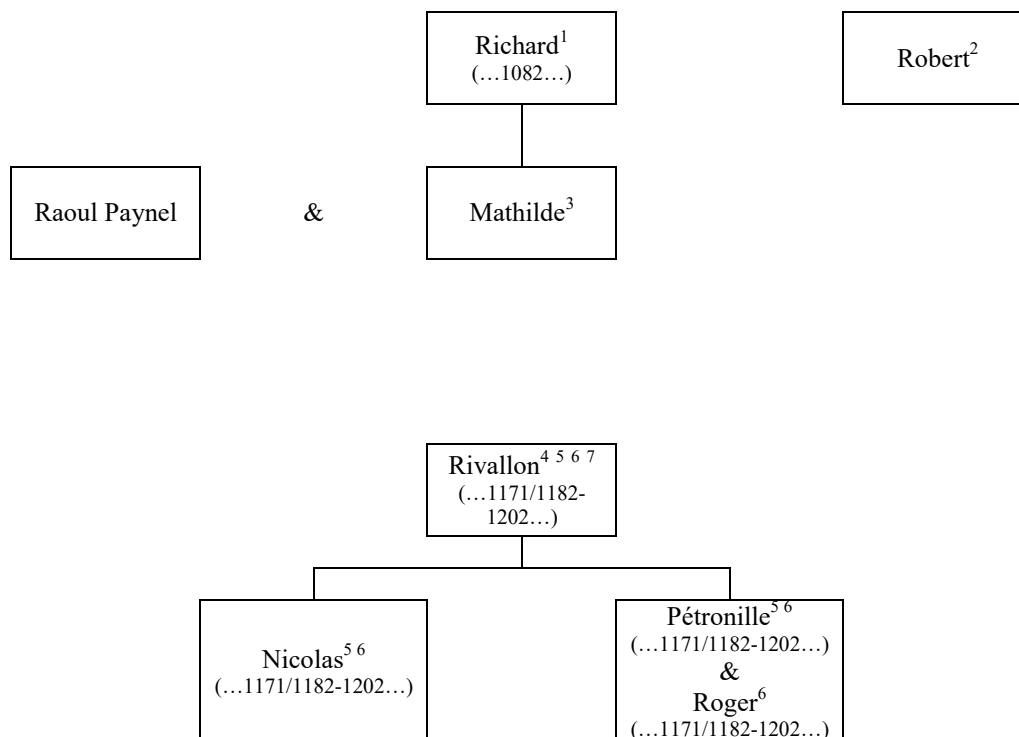 Richard¹
(…1082…)
Robert²
Raoul Paynel
&
Mathilde³
Rivallon⁴ ⁵ ⁶ ⁷
(…1171/1182-
1202…)
Nicolas⁵ ⁶
(…1171/1182-1202…)
Pétronille⁵ ⁶
(…1171/1182-1202…)
&
Roger⁶
(…1171/1182-1202…)